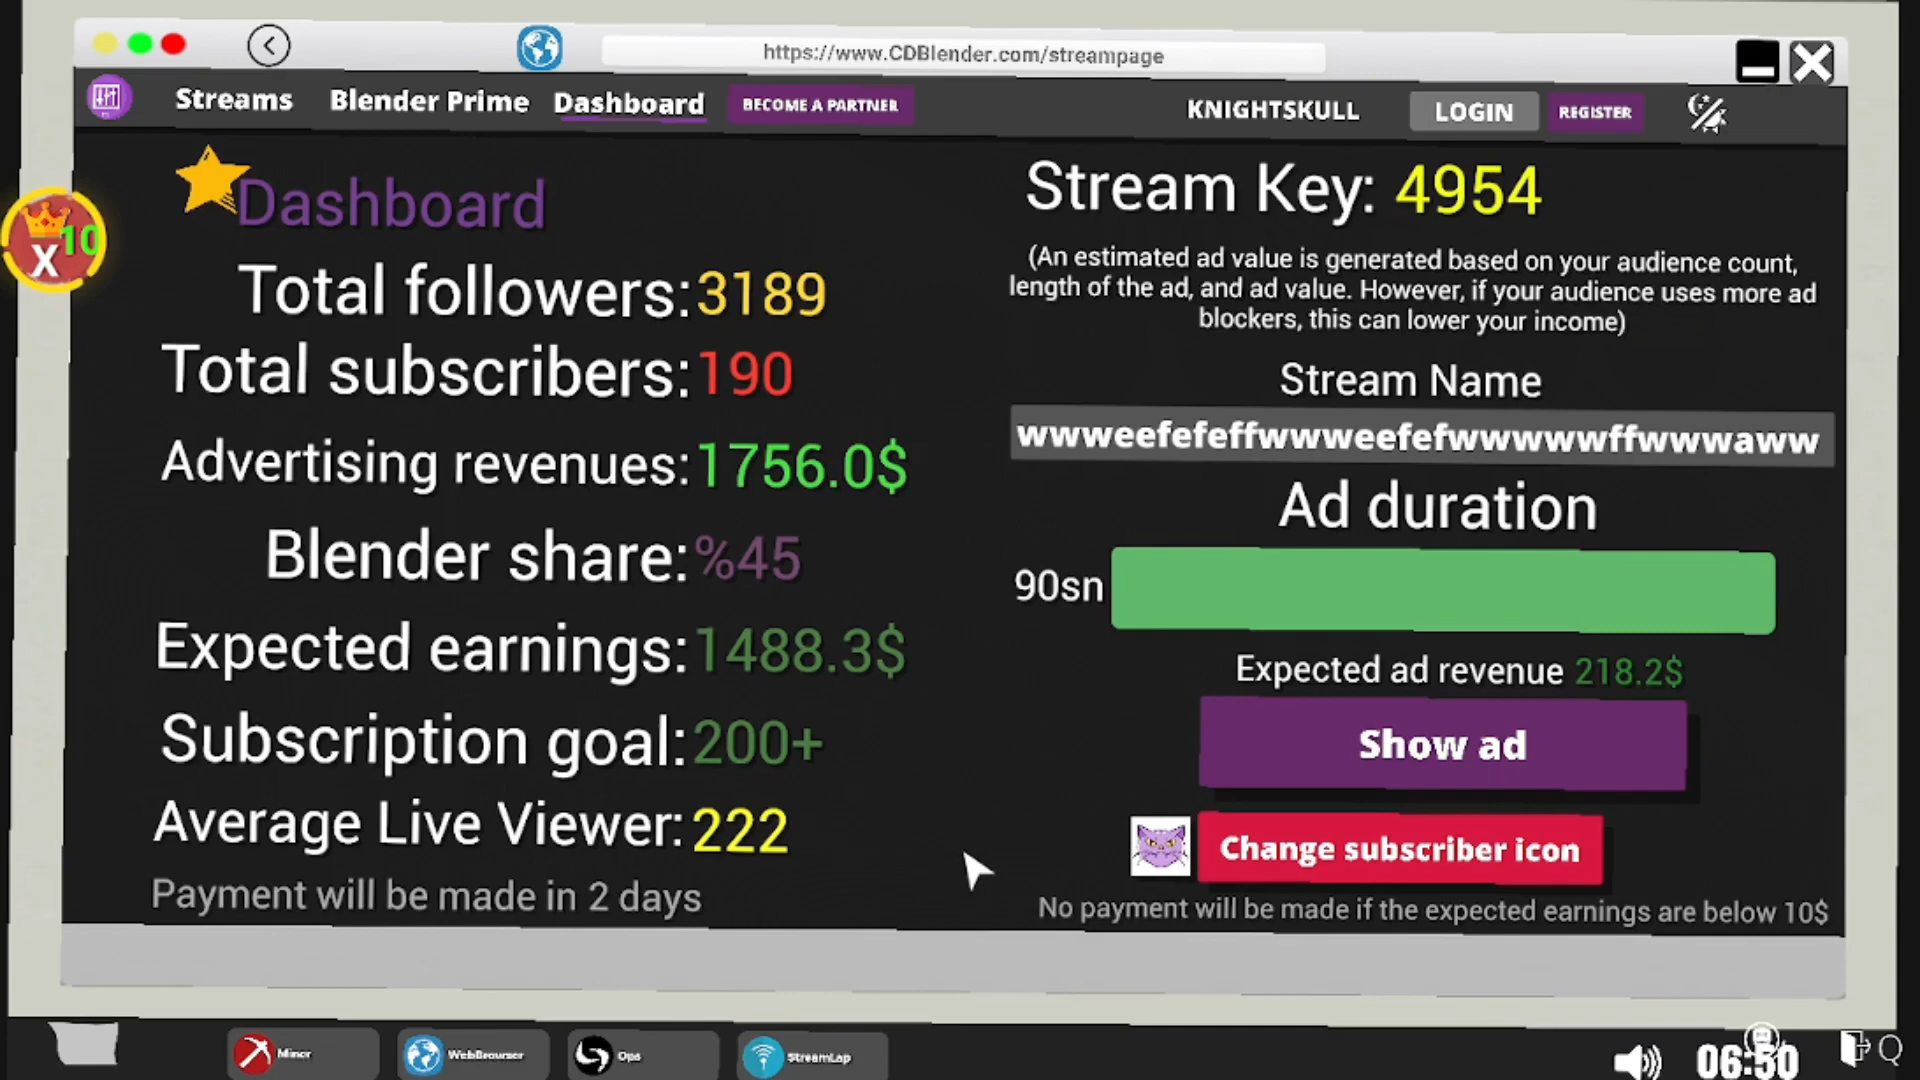 https://www.CDBlender.com/streampage
Streams Blender Prime Dashboard BECOME A PARTNER KNIGHTSKULL LOGIN REGISTER
Dashboard
X10
Total followers:3189
Total subscribers:190
Advertising revenues:1756.0$
Blender share:%45
Expected earnings:1488.3$
Subscription goal:200+
Average Live Viewer:222
Payment will be made in 2 days
Stream Key: 4954
(An estimated ad value is generated based on your audience count,
length of the ad, and ad value. However, if your audience uses more ad
blockers, this can lower your income)
Stream Name
wwweefefeffwwweefefwwwwwffwwwaww
Ad duration
90sn
Expected ad revenue 218.2$
Show ad
Change subscriber icon
No payment will be made if the expected earnings are below 10$
Miner WebBrowser Ops StreamLap 06:50 Q